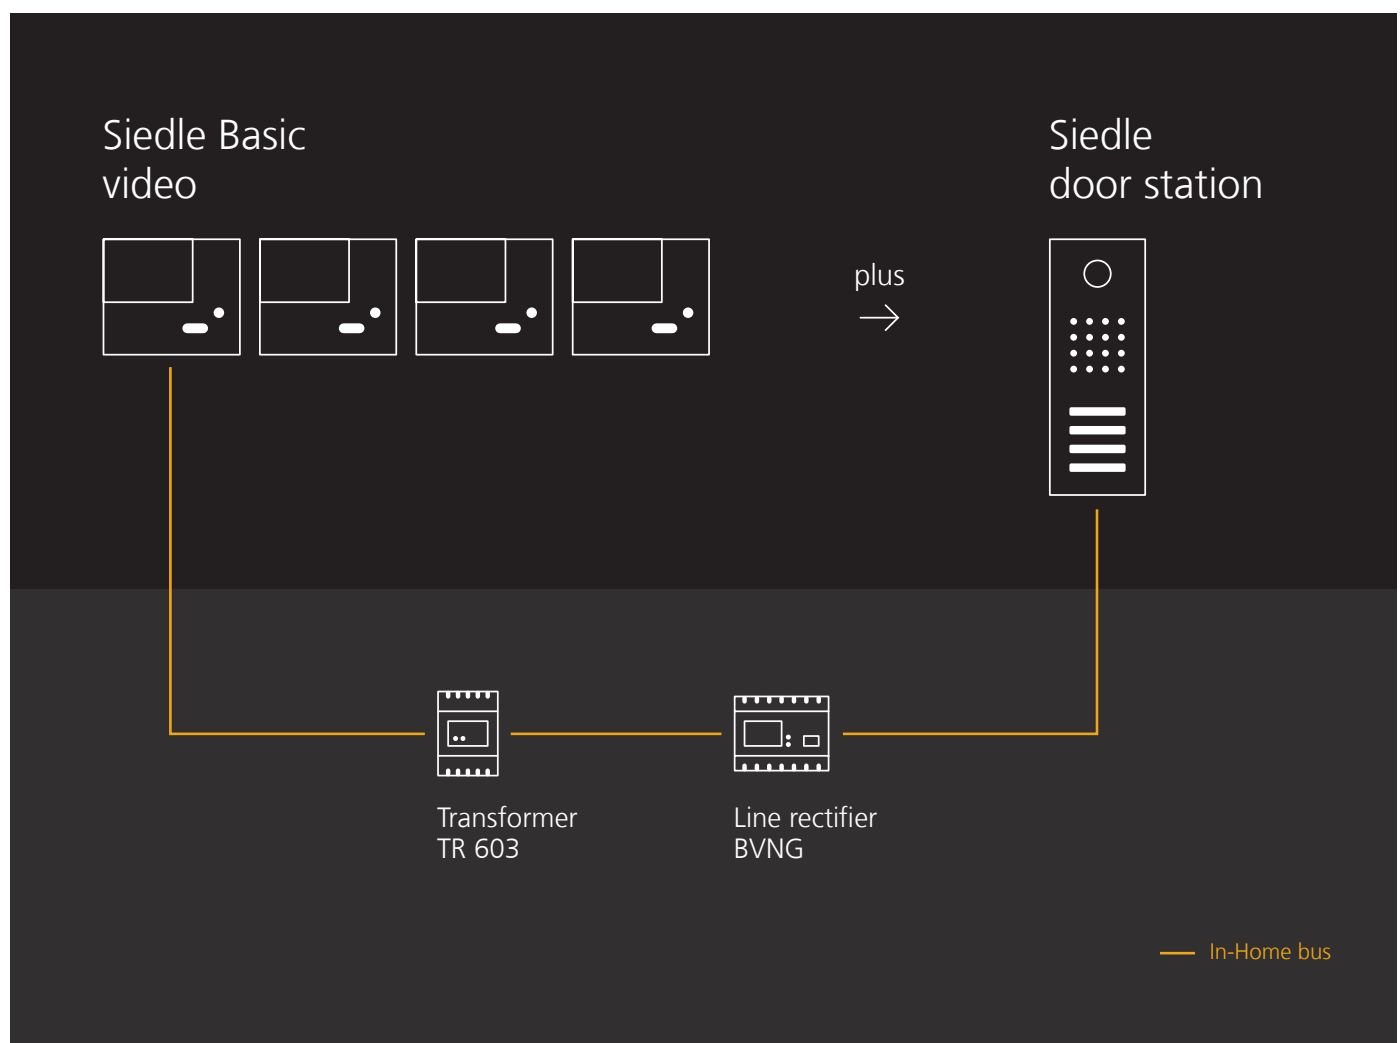 Siedle Basic
video
Siedle
door station
plus
Transformer
TR 603
Line rectifier
BVNG
In-Home bus